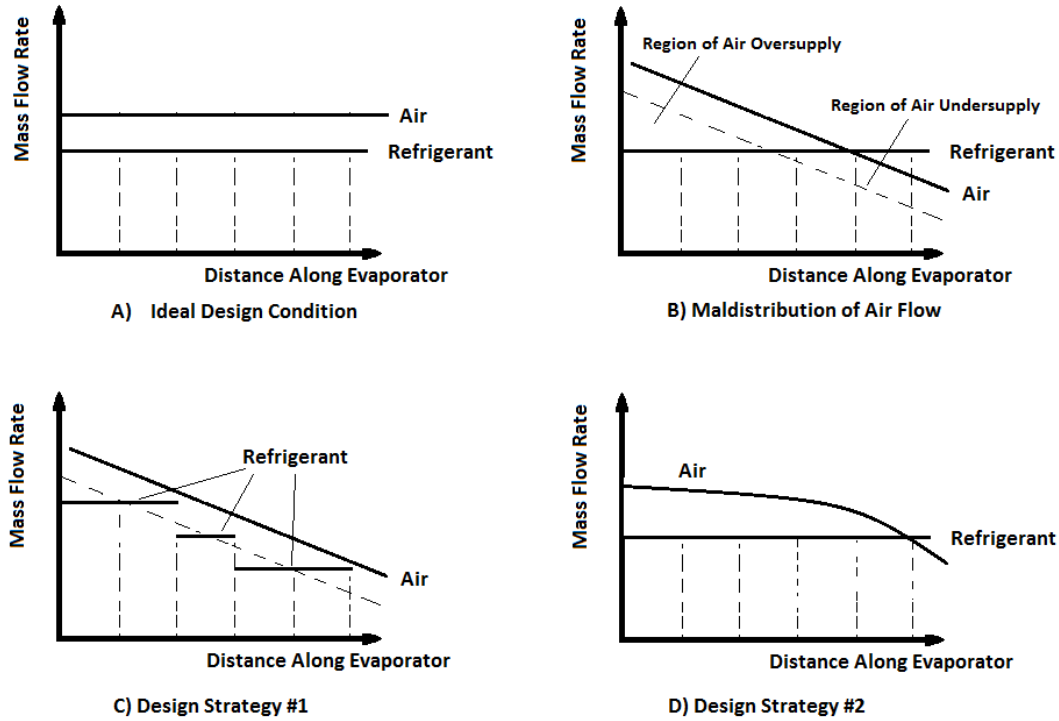 Mass Flow Rate
Air
Refrigerant
Distance Along Evaporator
A) Ideal Design Condition
Mass Flow Rate
Region of Air Oversupply
Region of Air Undersupply
Refrigerant
Air
Distance Along Evaporator
B) Maldistribution of Air Flow
Mass Flow Rate
Refrigerant
Air
Distance Along Evaporator
C) Design Strategy #1
Mass Flow Rate
Air
Refrigerant
Distance Along Evaporator
D) Design Strategy #2